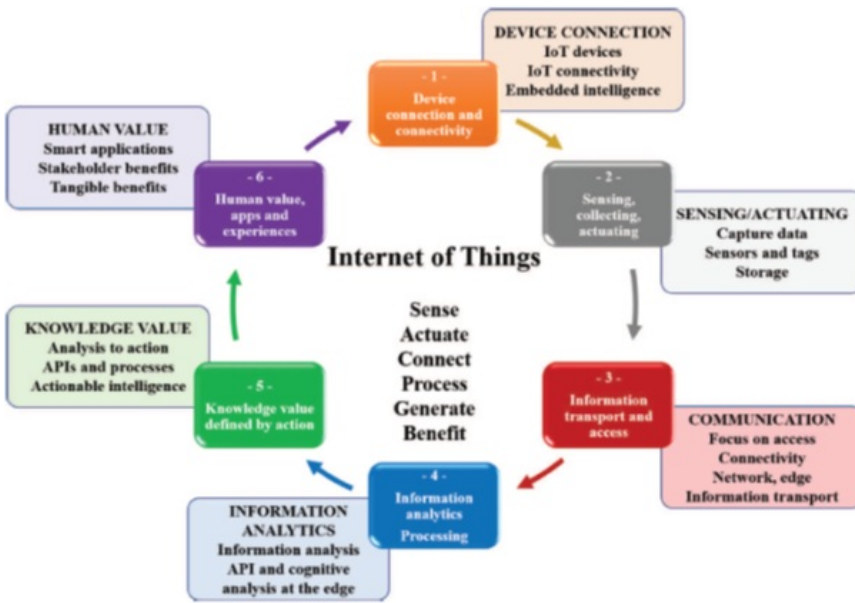 DEVICE CONNECTION
IoT devices
IoT connectivity
Embedded intelligence
- 1 -
Device
connection and
connectivity
HUMAN VALUE
Smart applications
Stakeholder benefits
Tangible benefits
- 6 -
Human value,
apps and
experiences
- 2 -
Sensing,
collecting,
actuating
SENSING/ACTUATING
Capture data
Sensors and tags
Storage
Internet of Things
Sense
Actuate
Connect
Process
Generate
Benefit
KNOWLEDGE VALUE
Analysis to action
APIs and processes
Actionable intelligence
- 5 -
Knowledge value
defined by action
- 3 -
Information
transport and
access
COMMUNICATION
Focus on access
Connectivity
Network, edge
Information transport
- 4 -
Information
analytics
Processing
INFORMATION
ANALYTICS
Information analysis
API and cognitive
analysis at the edge